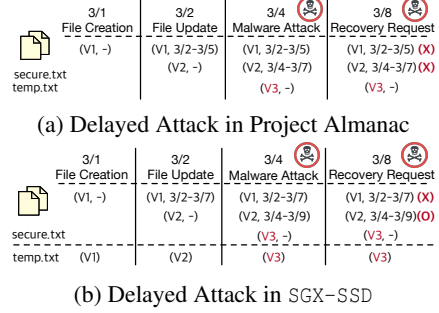 3/1 3/2 3/4 3/8
File Creation File Update Malware Attack Recovery Request
(V1, -) (V1, 3/2-3/5) (V1, 3/2-3/5) (V1, 3/2-3/5) (X)
(V2, -) (V2, 3/4-3/7) (V2, 3/4-3/7) (X)
secure.txt
temp.txt (V3, -) (V3, -)
(a) Delayed Attack in Project Almanac
3/1 3/2 3/4 3/8
File Creation File Update Malware Attack Recovery Request
(V1, -) (V1, 3/2-3/7) (V1, 3/2-3/7) (V1, 3/2-3/7) (X)
(V2, -) (V2, 3/4-3/9) (V2, 3/4-3/9) (O)
secure.txt (V3, -) (V3, -)
temp.txt (V1) (V2) (V3) (V3)
(b) Delayed Attack in SGX-SSD